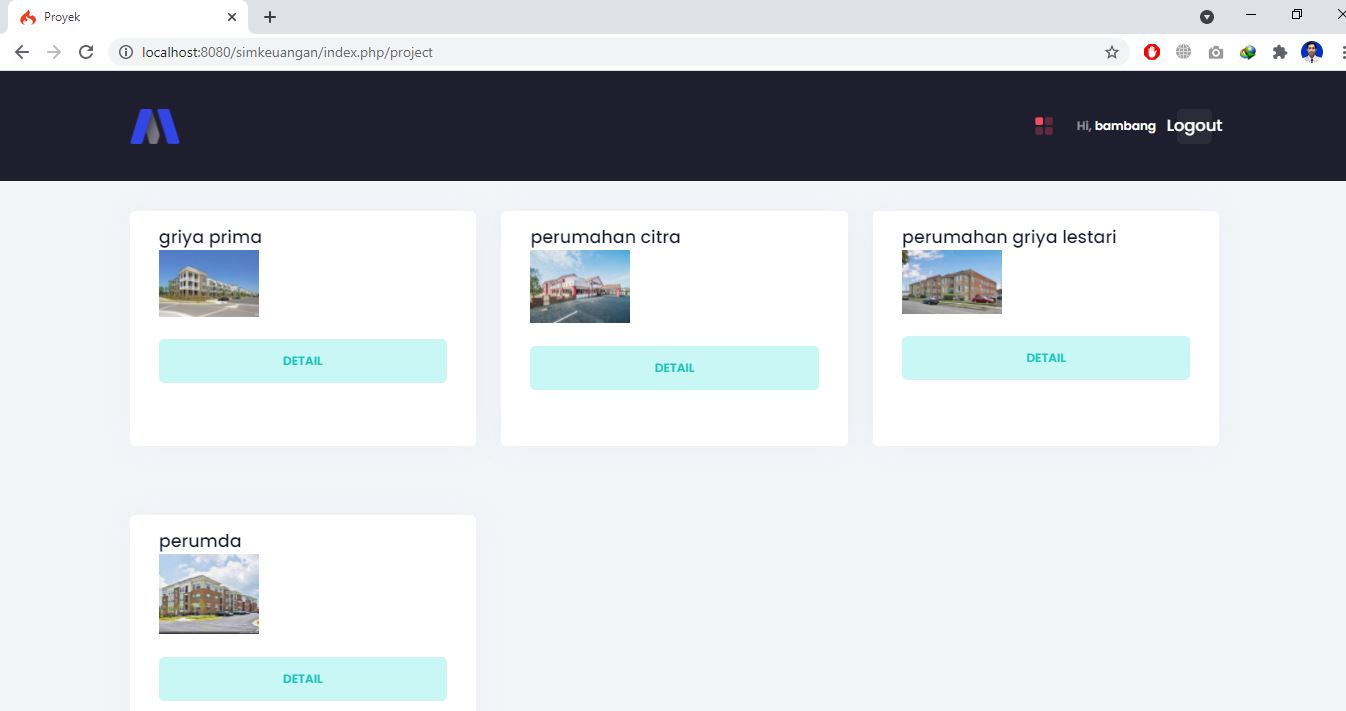 Proyek
localhost:8080/simkeuangan/index.php/project
Hi, bambang Logout
griya prima
DETAIL
perumahan citra
DETAIL
perumahan griya lestari
DETAIL
perumda
DETAIL